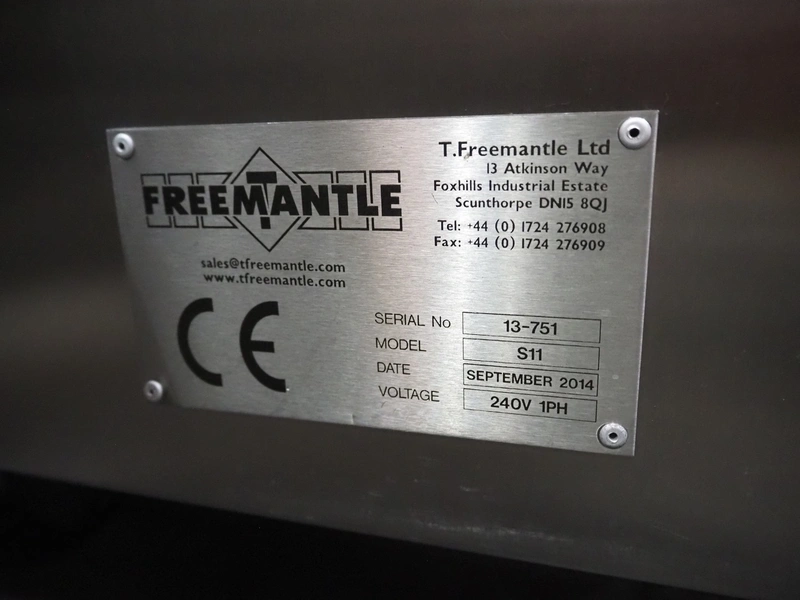 FREEMANTLE
sales@tfreemantle.com
www.tfreemantle.com
T.Freemantle Ltd
13 Atkinson Way
Foxhills Industrial Estate
Scunthorpe DN15 8QJ
Tel: +44 (0) 1724 276908
Fax: +44 (0) 1724 276909
CE
SERIAL No 13-751
MODEL S11
DATE SEPTEMBER 2014
VOLTAGE 240V 1PH